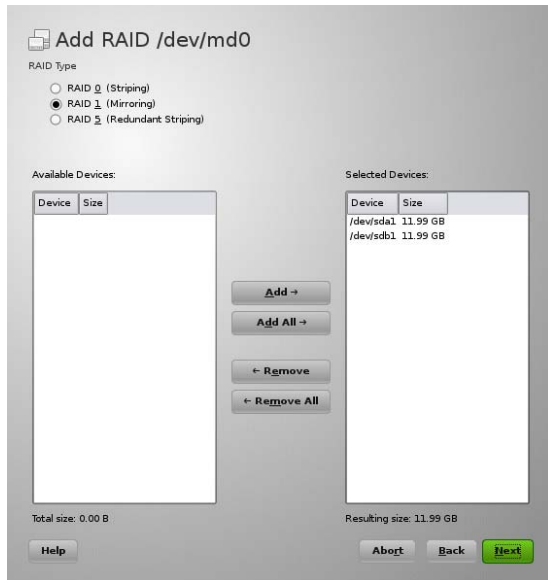 Add RAID /dev/md0
RAID Type
RAID 0 (Striping)
RAID 1 (Mirroring)
RAID 5 (Redundant Striping)
Available Devices:
Device Size
Total size: 0.00 B
Add →
Add All →
← Remove
← Remove All
Selected Devices:
Device Size
/dev/sda1 11.99 GB
/dev/sdb1 11.99 GB
Resulting size: 11.99 GB
Help
Abort
Back
Next